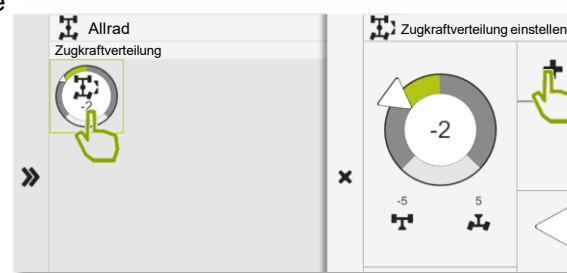 e
Allrad
Zugkraftverteilung
-2
Zugkraftverteilung einstellen
-2
-5
5